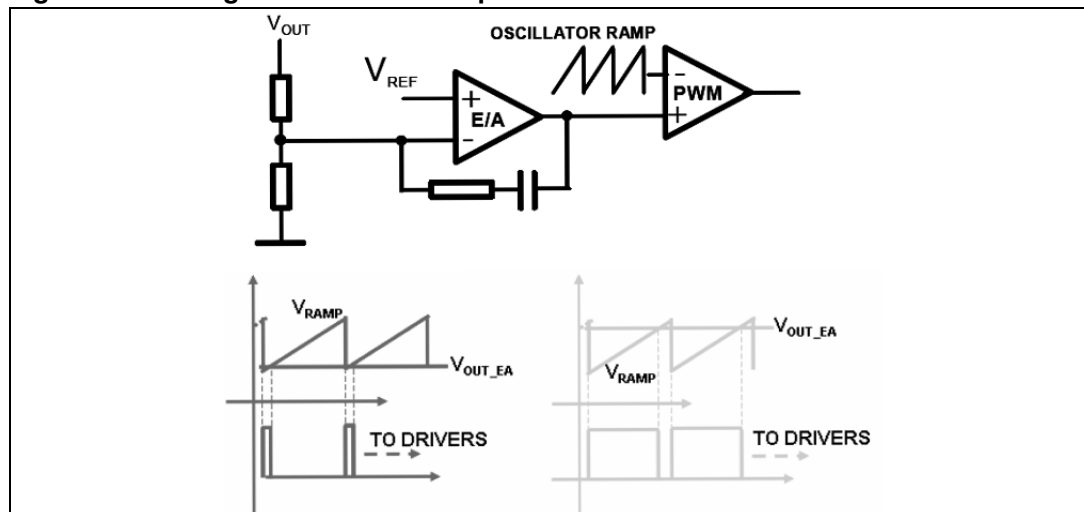 V_OUT
OSCILLATOR RAMP
V_REF
+
E/A
-
-
PWM
+
V_RAMP
V_OUT_EA
TO DRIVERS
V_OUT_EA
V_RAMP
TO DRIVERS